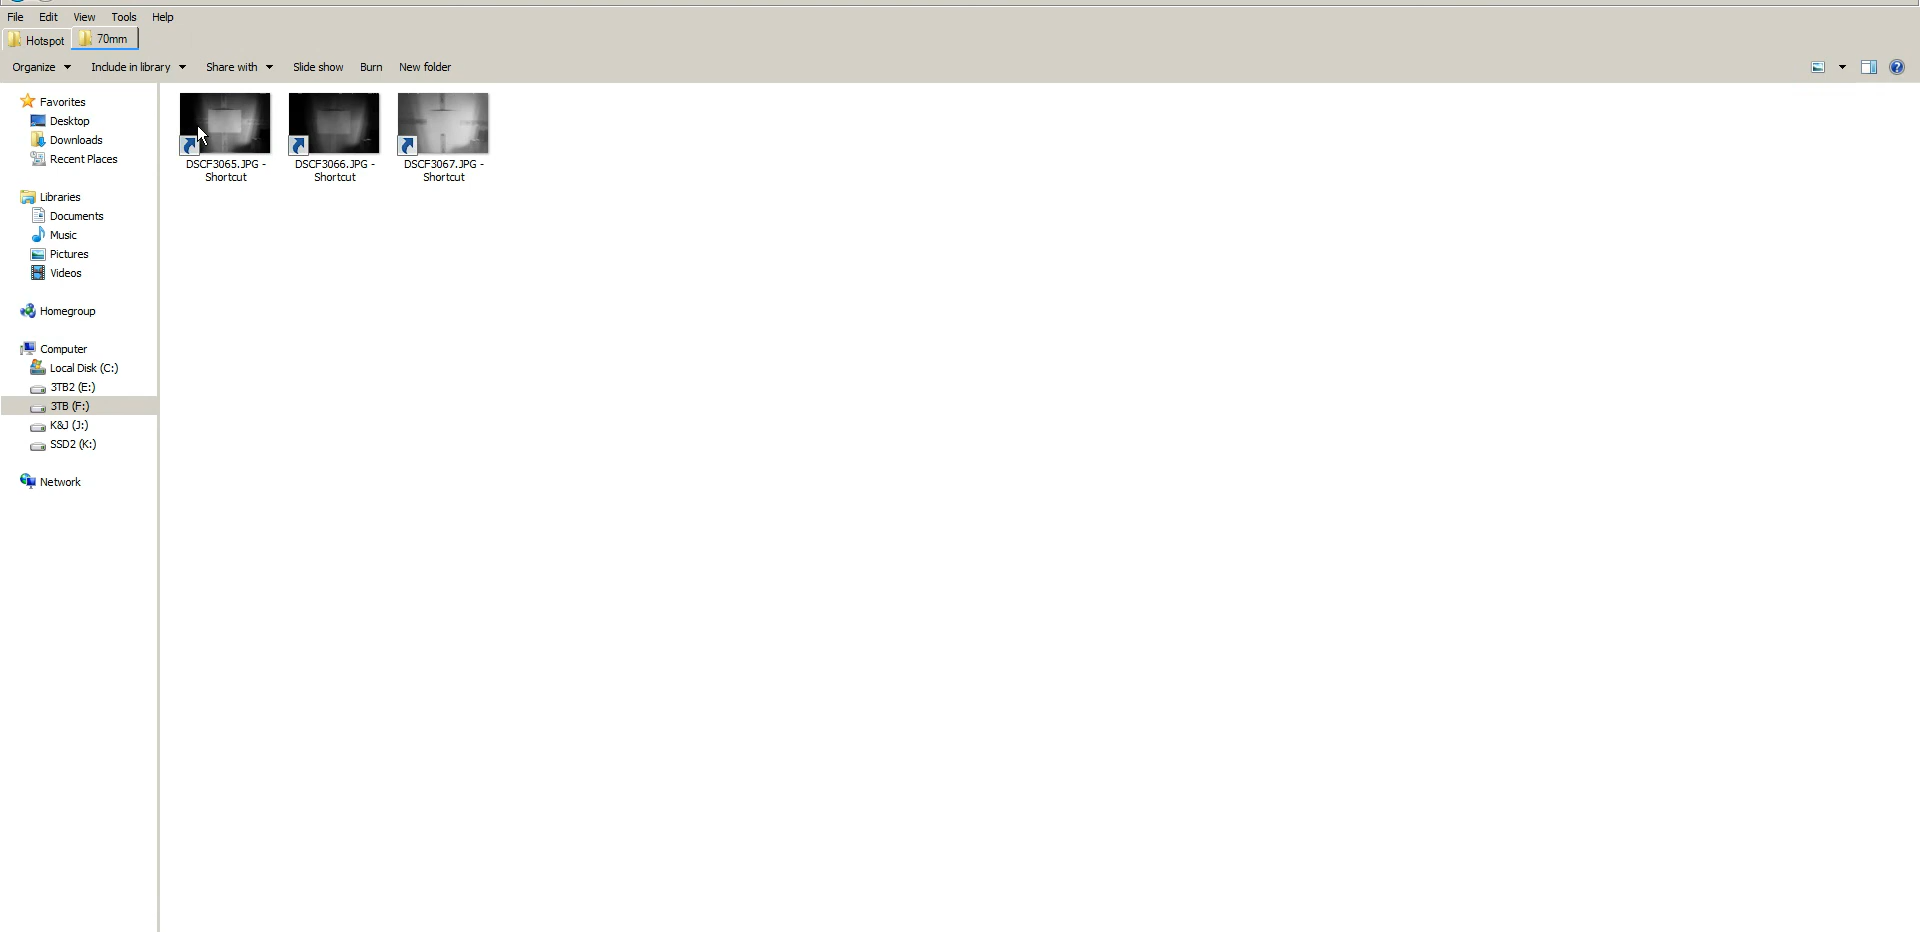 File Edit View Tools Help
Hotspot 70mm
Organize Include in library Share with Slide show Burn New folder
Favorites
Desktop
Downloads
Recent Places
Libraries
Documents
Music
Pictures
Videos
Homegroup
Computer
Local Disk (C:)
3TB2 (E:)
3TB (F:)
K&J (J:)
SSD2 (K:)
Network
DSCF3065.JPG - Shortcut
DSCF3066.JPG - Shortcut
DSCF3067.JPG - Shortcut